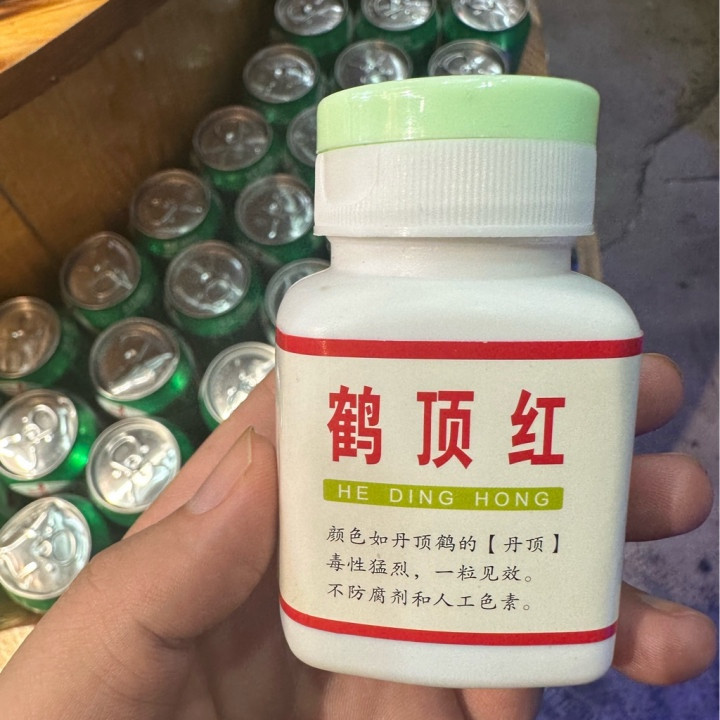 鹤顶红
HE DING HONG
颜色如丹顶鹤的【丹顶】
毒性猛烈，一粒见效。
不防腐剂和人工色素。